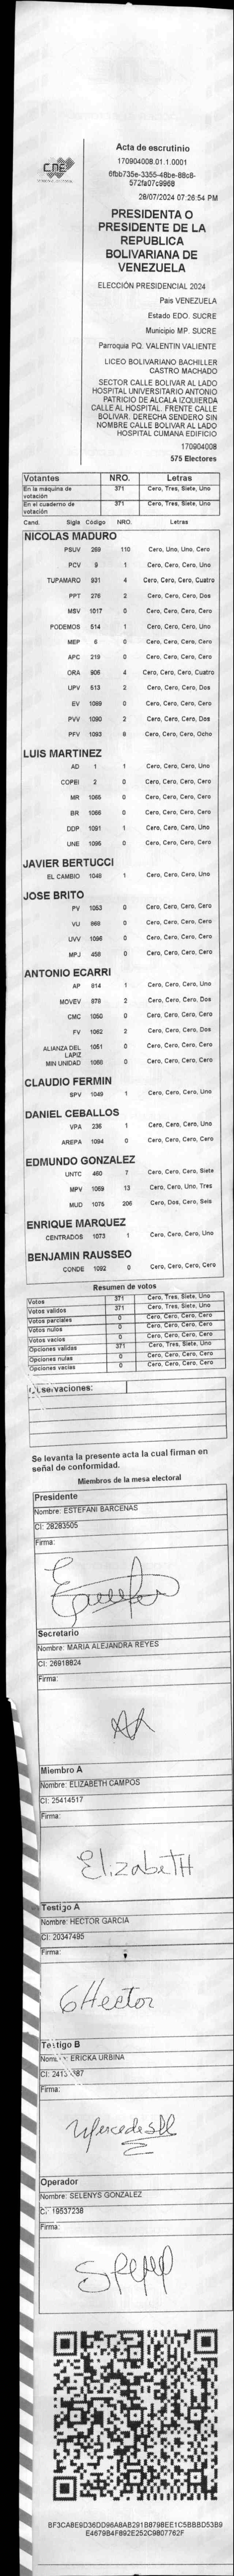 CNE
Acta de escrutinio
170904008.01.1.0001
6fbb735e-3355-48be-88c8-
572fa07c9968
28/07/2024 07:26:54 PM
PRESIDENTA O
PRESIDENTE DE LA
REPUBLICA
BOLIVARIANA DE
VENEZUELA
ELECCIÓN PRESIDENCIAL 2024
Pais VENEZUELA
Estado EDO. SUCRE
Municipio MP. SUCRE
Parroquia PQ. VALENTIN VALIENTE
LICEO BOLIVARIANO BACHILLER
CASTRO MACHADO
SECTOR CALLE BOLIVAR AL LADO
HOSPITAL UNIVERSITARIO ANTONIO
PATRICIO DE ALCALA IZQUIERDA
CALLE AL HOSPITAL. FRENTE CALLE
BOLIVAR. DERECHA SENDERO SIN
NOMBRE CALLE BOLIVAR AL LADO
HOSPITAL CUMANA EDIFICIO
170904008
575 Electores
Votantes NRO. Letras
En la máquina de votación 371 Cero, Tres, Siete, Uno
En el cuaderno de votación 371 Cero, Tres, Siete, Uno
Cand. Sigla Código NRO. Letras
NICOLAS MADURO
PSUV 269 110 Cero, Uno, Uno, Cero
PCV 9 1 Cero, Cero, Cero, Uno
TUPAMARO 921 4 Cero, Cero, Cero, Cuatro
PPT 276 2 Cero, Cero, Cero, Dos
MSV 1017 0 Cero, Cero, Cero, Cero
PODEMOS 514 1 Cero, Cero, Cero, Uno
MEP 6 0 Cero, Cero, Cero, Cero
APC 219 0 Cero, Cero, Cero, Cero
ORA 906 4 Cero, Cero, Cero, Cuatro
UPV 513 2 Cero, Cero, Cero, Dos
EV 1089 0 Cero, Cero, Cero, Cero
PVV 1090 2 Cero, Cero, Cero, Dos
PFV 1093 8 Cero, Cero, Cero, Ocho
LUIS MARTINEZ
AD 1 1 Cero, Cero, Cero, Uno
COPEI 2 0 Cero, Cero, Cero, Cero
MR 1065 0 Cero, Cero, Cero, Cero
BR 1066 0 Cero, Cero, Cero, Cero
DDP 1091 1 Cero, Cero, Cero, Uno
UNE 1095 0 Cero, Cero, Cero, Cero
JAVIER BERTUCCI
EL CAMBIO 1048 1 Cero, Cero, Cero, Uno
JOSE BRITO
PV 1053 0 Cero, Cero, Cero, Cero
VU 868 0 Cero, Cero, Cero, Cero
UVV 1096 0 Cero, Cero, Cero, Cero
MPJ 458 0 Cero, Cero, Cero, Cero
ANTONIO ECARRI
AP 814 1 Cero, Cero, Cero, Uno
MOVEV 878 2 Cero, Cero, Cero, Dos
CMC 1050 0 Cero, Cero, Cero, Cero
FV 1062 2 Cero, Cero, Cero, Dos
ALIANZA DEL LAPIZ 1051 0 Cero, Cero, Cero, Cero
MIN UNIDAD 1086 0 Cero, Cero, Cero, Cero
CLAUDIO FERMIN
SPV 1049 1 Cero, Cero, Cero, Uno
DANIEL CEBALLOS
VPA 236 1 Cero, Cero, Cero, Uno
AREPA 1094 0 Cero, Cero, Cero, Cero
EDMUNDO GONZALEZ
UNTC 460 7 Cero, Cero, Cero, Siete
MPV 1069 13 Cero, Cero, Uno, Tres
MUD 1075 206 Cero, Dos, Cero, Seis
ENRIQUE MARQUEZ
CENTRADOS 1073 1 Cero, Cero, Cero, Uno
BENJAMIN RAUSSEO
CONDE 1092 0 Cero, Cero, Cero, Cero
Resumen de votos
Votos 371 Cero, Tres, Siete, Uno
Votos validos 371 Cero, Tres, Siete, Uno
Votos parciales 0 Cero, Cero, Cero, Cero
Votos nulos 0 Cero, Cero, Cero, Cero
Votos vacios 0 Cero, Cero, Cero, Cero
Opciones validas 371 Cero, Tres, Siete, Uno
Opciones nulas 0 Cero, Cero, Cero, Cero
Opciones vacias 0 Cero, Cero, Cero, Cero
Observaciones:
Se levanta la presente acta la cual firman en
señal de conformidad.
Miembros de la mesa electoral
Presidente
Nombre: ESTEFANI BARCENAS
CI: 28283505
Firma:
Secretario
Nombre: MARIA ALEJANDRA REYES
CI: 26918824
Firma:
Miembro A
Nombre: ELIZABETH CAMPOS
CI: 25414517
Firma:
ElizabetH
Testigo A
Nombre: HECTOR GARCIA
CI: 20347495
Firma:
GHector
Testigo B
Nombre: ERICKA URBINA
Firma:
Operador
Nombre: SELENYS GONZALEZ
CI: 19537238
Firma:
BF3CA8E9D36DD96A8AB291B8798EE1C5BBBD53B9
E4679B4F892E252C9807762F